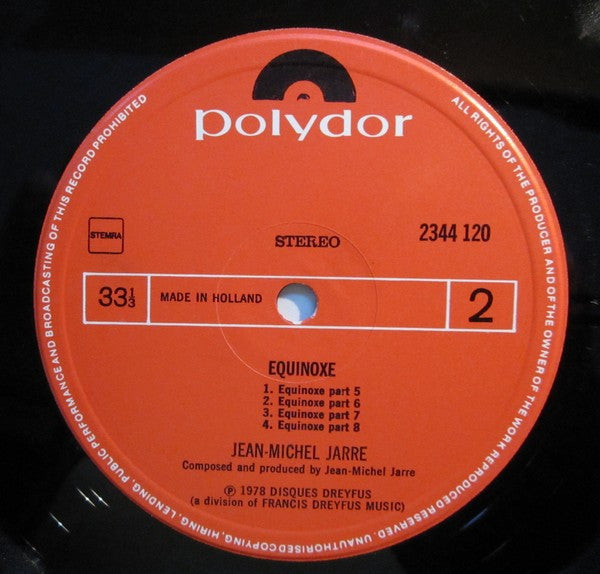 polydor
ALL RIGHTS OF THE PRODUCER AND OF THE OWNER OF THE WORK REPRODUCED RESERVED. UNAUTHORISED COPYING, HIRING, LENDING, PUBLIC PERFORMANCE AND BROADCASTING OF THIS RECORD PROHIBITED
STEMRA
STEREO
2344 120
33⅓
MADE IN HOLLAND
2
EQUINOXE
1. Equinoxe part 5
2. Equinoxe part 6
3. Equinoxe part 7
4. Equinoxe part 8
JEAN-MICHEL JARRE
Composed and produced by Jean-Michel Jarre
℗ 1978 DISQUES DREYFUS
(a division of FRANCIS DREYFUS MUSIC)